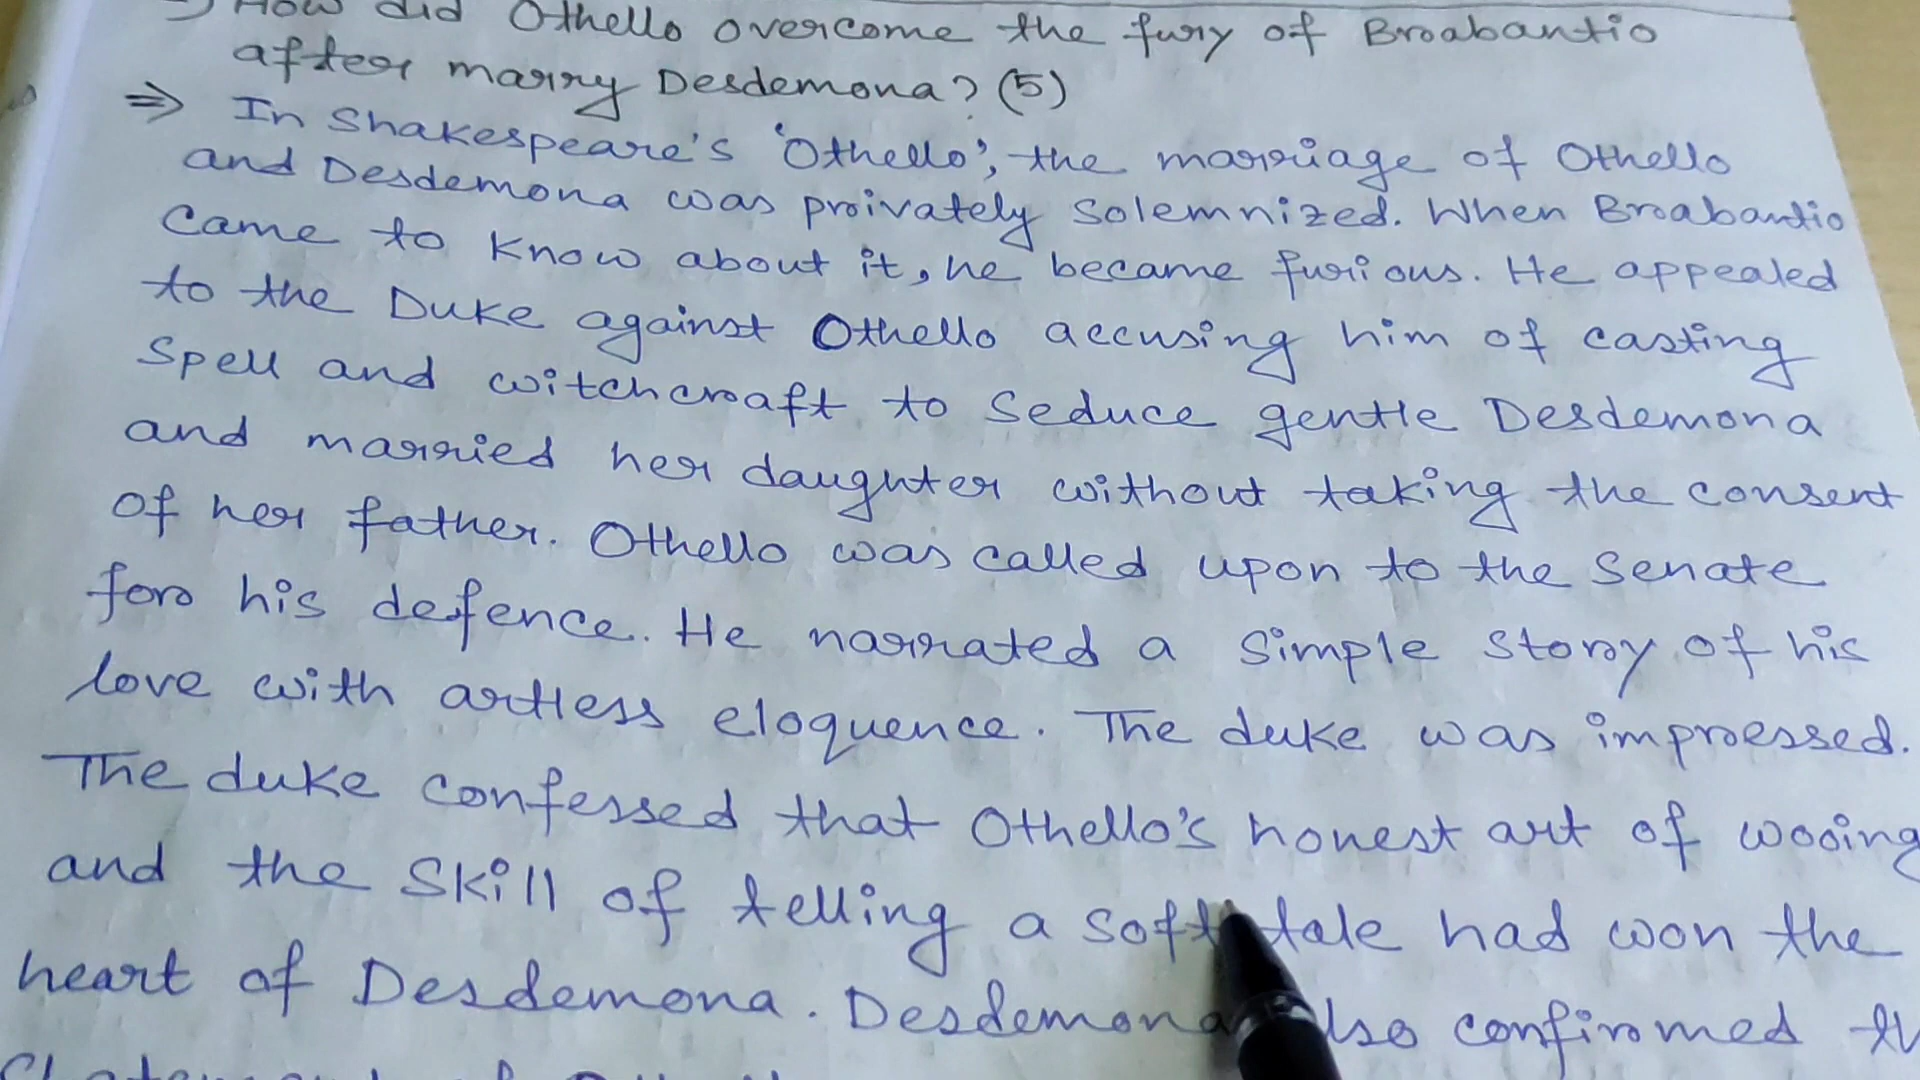 How did Othello overcome the fury of Brabantio
after marry Desdemona? (5)
⇒ In Shakespeare's 'Othello', the marriage of Othello
and Desdemona was privately solemnized. When Brabantio
came to know about it, he became furious. He appealed
to the Duke against Othello accusing him of casting
spell and witchcraft to seduce gentle Desdemona
and married her daughter without taking the consent
of her father. Othello was called upon to the Senate
for his defence. He narrated a simple story of his
love with artless eloquence. The duke was impressed.
The duke confessed that Othello's honest art of wooing
and the skill of telling a soft tale had won the
heart of Desdemona. Desdemona also confirmed